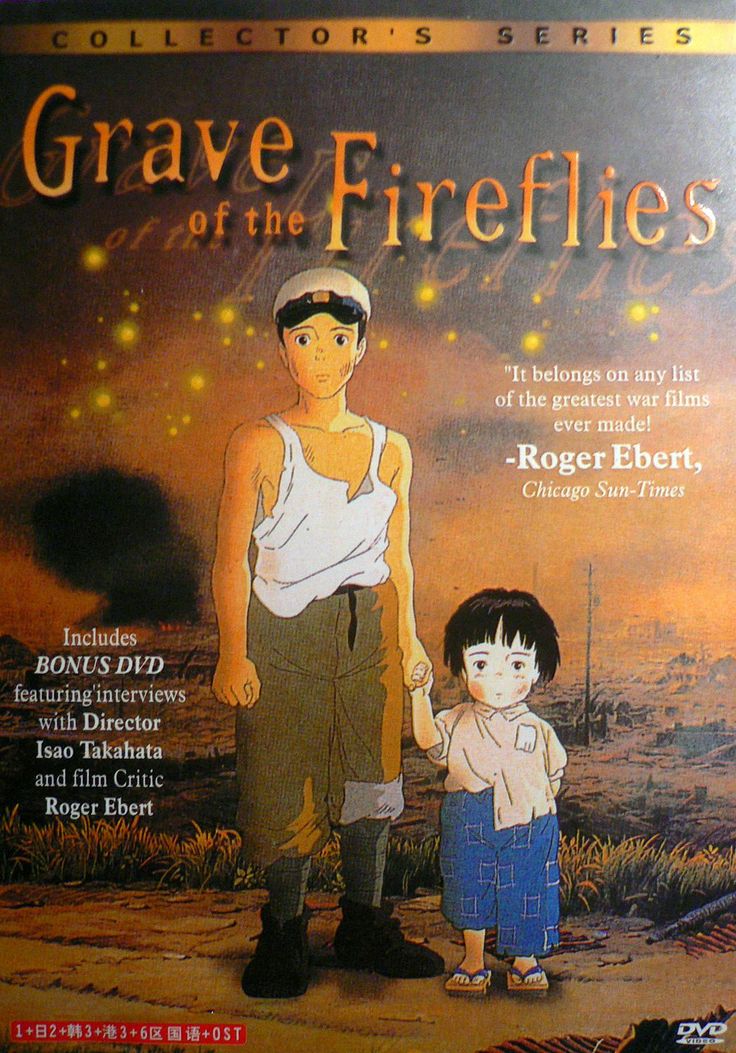 COLLECTOR'S SERIES
Grave
of the Fireflies
"It belongs on any list
of the greatest war films
ever made!
-Roger Ebert,
Chicago Sun-Times
Includes
BONUS DVD
featuring interviews
with Director
Isao Takahata
and film Critic
Roger Ebert
1+日2+韩3+港3+6区 国语+OST
DVD
VIDEO